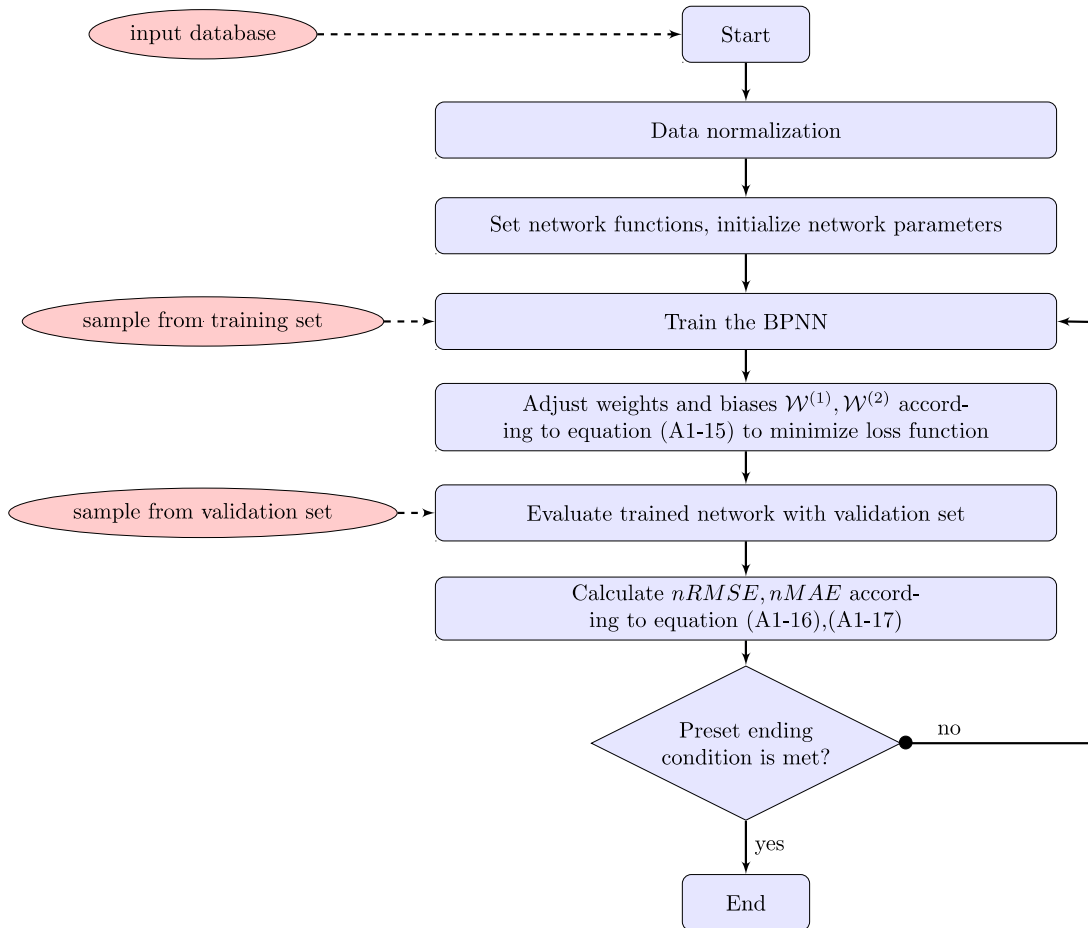 input database
Start
Data normalization
Set network functions, initialize network parameters
sample from training set
Train the BPNN
Adjust weights and biases 𝒲⁽¹⁾, 𝒲⁽²⁾ accord-
ing to equation (A1-15) to minimize loss function
sample from validation set
Evaluate trained network with validation set
Calculate nRMSE, nMAE accord-
ing to equation (A1-16),(A1-17)
Preset ending
condition is met?
no
yes
End